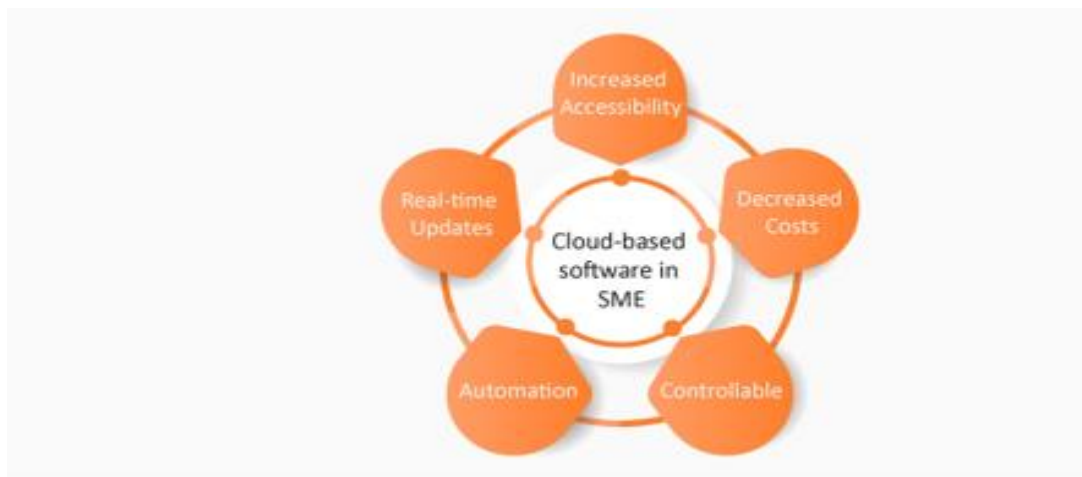 Increased
Accessibility
Decreased
Costs
Controllable
Automation
Real-time
Updates
Cloud-based
software in
SME